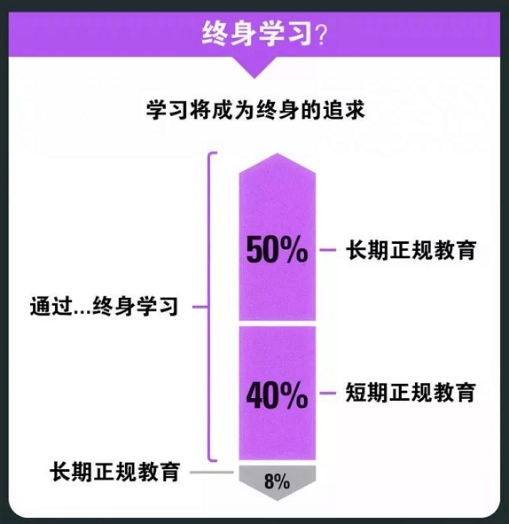 终身学习?
学习将成为终身的追求
50%
长期正规教育
通过...终身学习
40%
短期正规教育
长期正规教育
8%